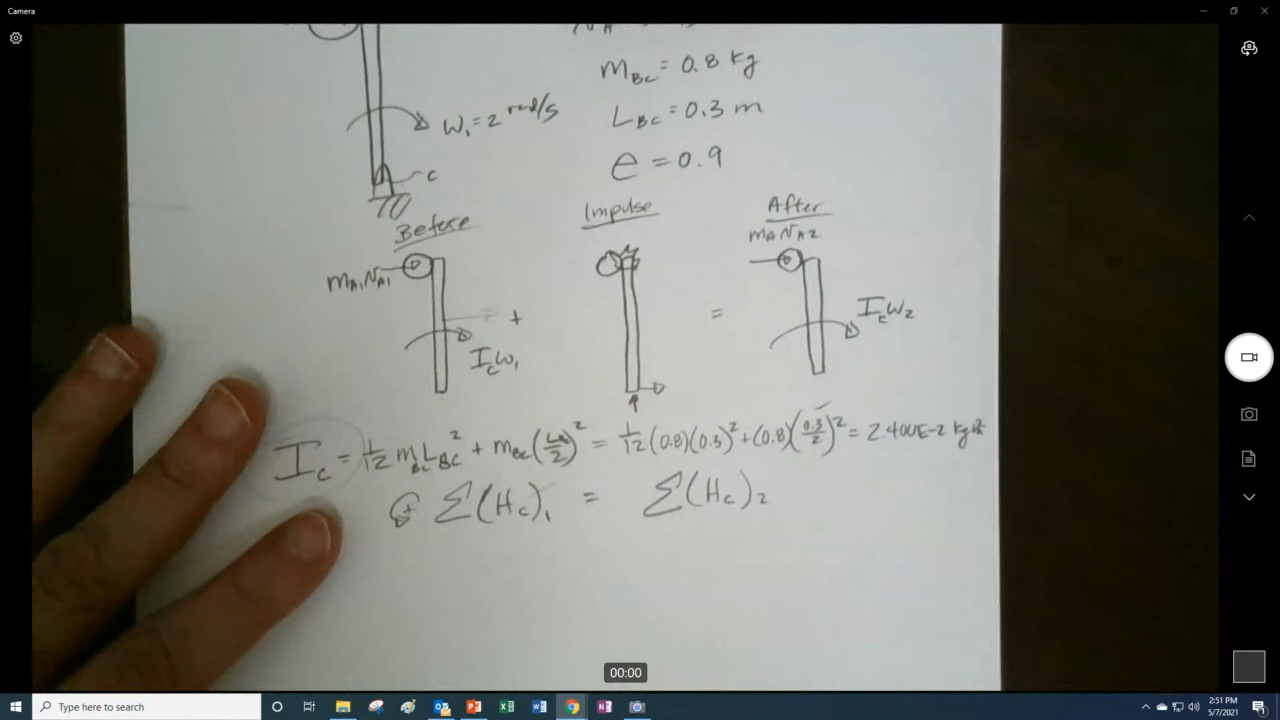 Camera
m_BC = 0.8 kg
ω₁ = 2 rad/s
L_BC = 0.3 m
e = 0.9
C
Before
Impulse
After
m_A₁ v_A₁
m_A v_A2
+
=
I_c ω₁
I_c ω₂
I_c = 1/12 m_BC L_BC² + m_BC (L_BC/2)² = 1/12 (0.8)(0.3)² + (0.8)(0.3/2)² = 2.400E-2 kg m²
+ Σ(H_c)₁ = Σ(H_c)₂
00:00
Type here to search
2:51 PM
5/7/2021